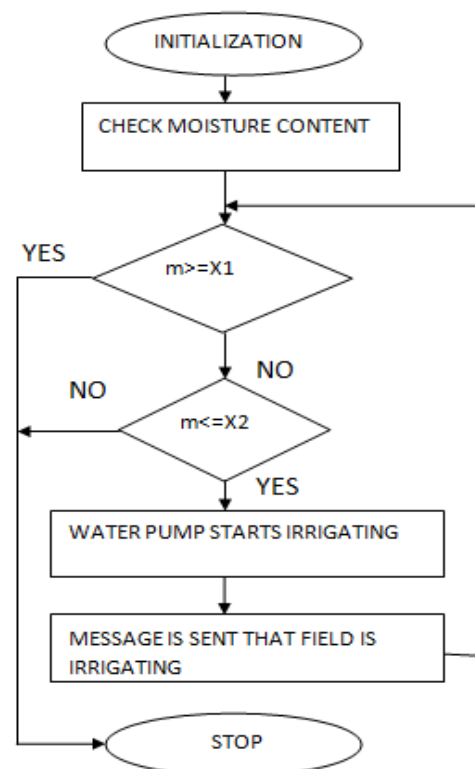 INITIALIZATION
CHECK MOISTURE CONTENT
YES
m>=X1
NO
NO
m<=X2
YES
WATER PUMP STARTS IRRIGATING
MESSAGE IS SENT THAT FIELD IS
IRRIGATING
STOP